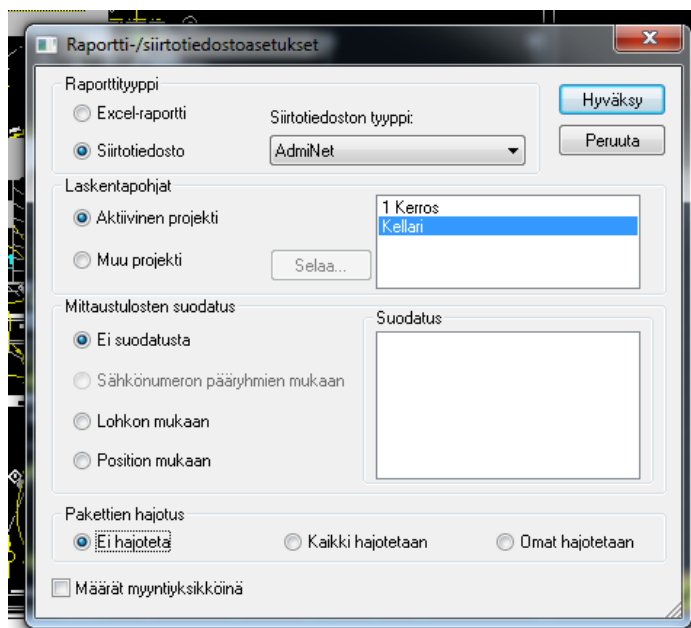 Raportti-/siirtotiedostoasetukset
Raporttityyppi
Excel-raportti
Siirtotiedosto
Siirtotiedoston tyyppi:
AdmiNet
Hyväksy
Peruuta
Laskentapohjat
Aktiivinen projekti
Muu projekti
Selaa...
1 Kerros
Kellari
Mittaustulosten suodatus
Ei suodatusta
Sähkönumeron pääryhmien mukaan
Lohkon mukaan
Position mukaan
Suodatus
Pakettien hajotus
Ei hajoteta
Kaikki hajotetaan
Omat hajotetaan
Määrät myyntiyksikköinä